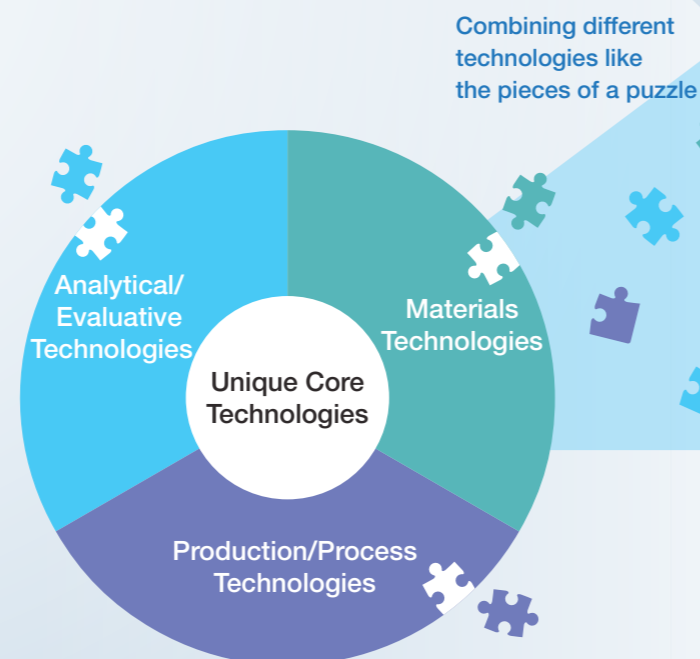 Combining different
technologies like
the pieces of a puzzle
Analytical/
Evaluative
Technologies
Materials
Technologies
Unique Core
Technologies
Production/Process
Technologies